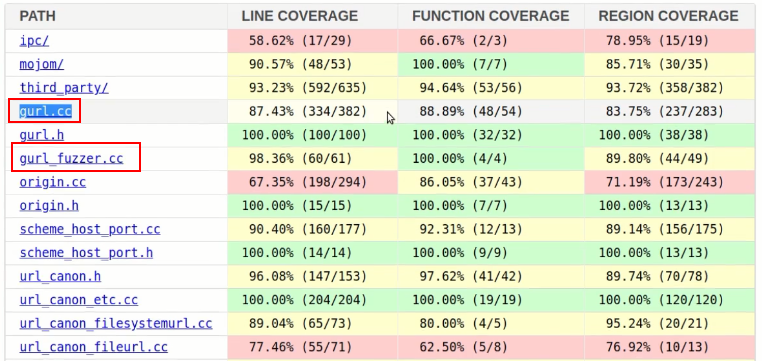 PATH LINE COVERAGE FUNCTION COVERAGE REGION COVERAGE
ipc/ 58.62% (17/29) 66.67% (2/3) 78.95% (15/19)
mojom/ 90.57% (48/53) 100.00% (7/7) 85.71% (30/35)
third_party/ 93.23% (592/635) 94.64% (53/56) 93.72% (358/382)
gurl.cc 87.43% (334/382) 88.89% (48/54) 83.75% (237/283)
gurl.h 100.00% (100/100) 100.00% (32/32) 100.00% (38/38)
gurl_fuzzer.cc 98.36% (60/61) 100.00% (4/4) 89.80% (44/49)
origin.cc 67.35% (198/294) 86.05% (37/43) 71.19% (173/243)
origin.h 100.00% (15/15) 100.00% (7/7) 100.00% (13/13)
scheme_host_port.cc 90.40% (160/177) 92.31% (12/13) 89.14% (156/175)
scheme_host_port.h 100.00% (14/14) 100.00% (9/9) 100.00% (13/13)
url_canon.h 96.08% (147/153) 97.62% (41/42) 89.74% (70/78)
url_canon_etc.cc 100.00% (204/204) 100.00% (19/19) 100.00% (120/120)
url_canon_filesystemurl.cc 89.04% (65/73) 80.00% (4/5) 95.24% (20/21)
url_canon_fileurl.cc 77.46% (55/71) 62.50% (5/8) 76.92% (10/13)